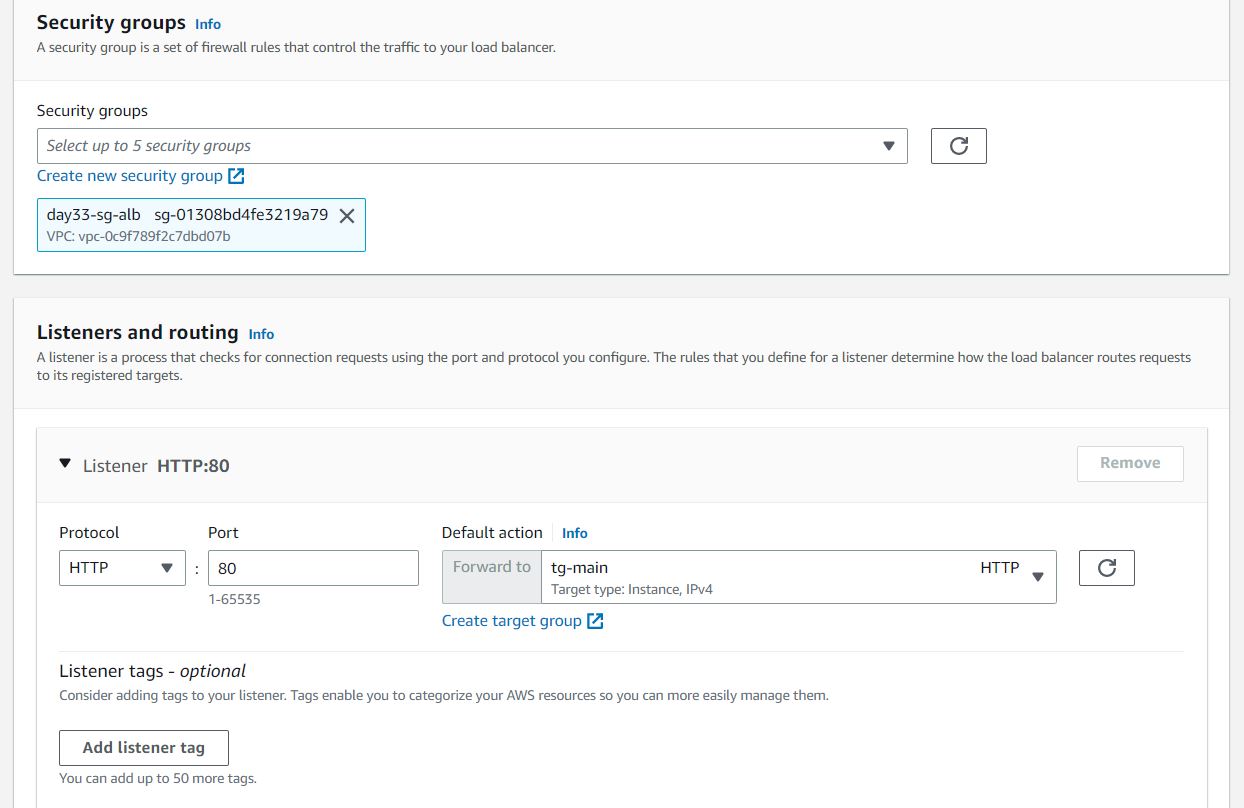 Security groups Info
A security group is a set of firewall rules that control the traffic to your load balancer.
Security groups
Select up to 5 security groups
Create new security group
day33-sg-alb sg-01308bd4fe3219a79
VPC: vpc-0c9f789f2c7dbd07b
Listeners and routing Info
A listener is a process that checks for connection requests using the port and protocol you configure. The rules that you define for a listener determine how the load balancer routes requests
to its registered targets.
Listener HTTP:80
Remove
Protocol Port Default action Info
HTTP : 80 Forward to tg-main HTTP
Target type: Instance, IPv4
1-65535
Create target group
Listener tags - optional
Consider adding tags to your listener. Tags enable you to categorize your AWS resources so you can more easily manage them.
Add listener tag
You can add up to 50 more tags.